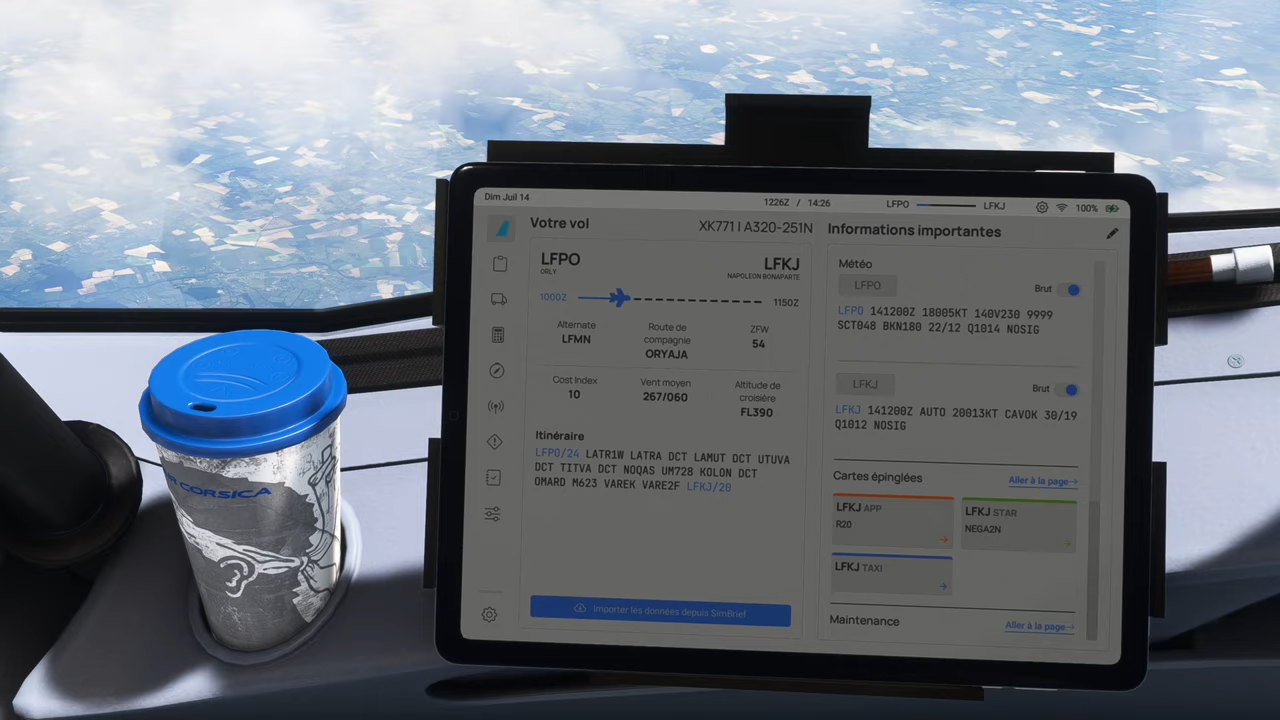 Dim Juil 14
1226Z / 14:26
LFPO
LFKJ
100%
Votre vol
XK771 | A320-251N
LFPO
ORLY
LFKJ
NAPOLEON BONAPARTE
1000Z
1150Z
Alternate
LFMN
Route de
compagnie
ORYAJA
ZFW
54
Cost Index
10
Vent moyen
267/060
Altitude de
croisière
FL390
Itinéraire
LFPO/24 LATR1W LATRA DCT LAMUT DCT UTUVA
DCT TITVA DCT NOQAS UM728 KOLON DCT
OMARD M623 VAREK VARE2F LFKJ/20
Importer les données depuis SimBrief
Informations importantes
Météo
LFPO
Brut
LFPO 141200Z 18005KT 140V230 9999
SCT048 BKN180 22/12 Q1014 NOSIG
LFKJ
Brut
LFKJ 141200Z AUTO 20013KT CAVOK 30/19
Q1012 NOSIG
Cartes épinglées
Aller à la page→
LFKJ APP
R20
LFKJ STAR
NEGA2N
LFKJ TAXI
Maintenance
Aller à la page→
R CORSICA